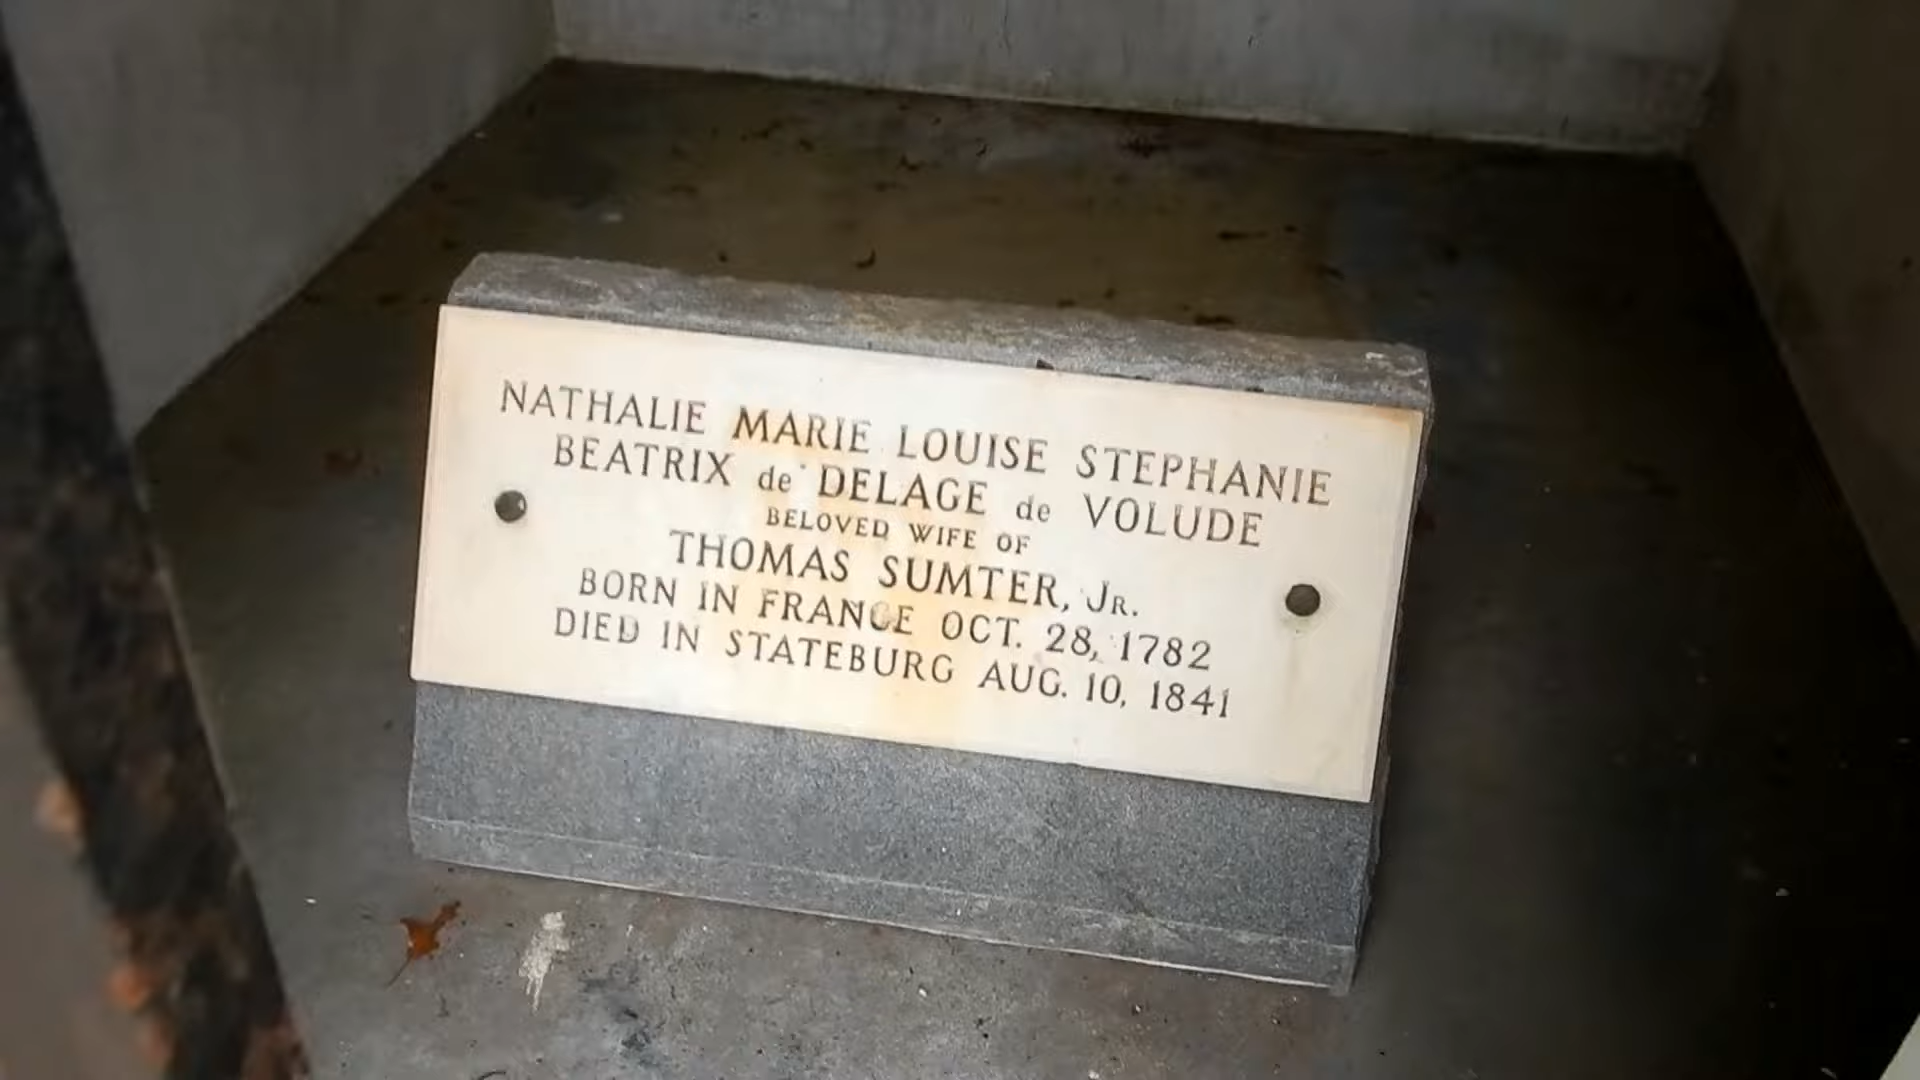 NATHALIE MARIE LOUISE STEPHANIE
BEATRIX de DELAGE de VOLUDE
BELOVED WIFE OF
THOMAS SUMTER, JR.
BORN IN FRANCE OCT. 28, 1782
DIED IN STATEBURG AUG. 10, 1841